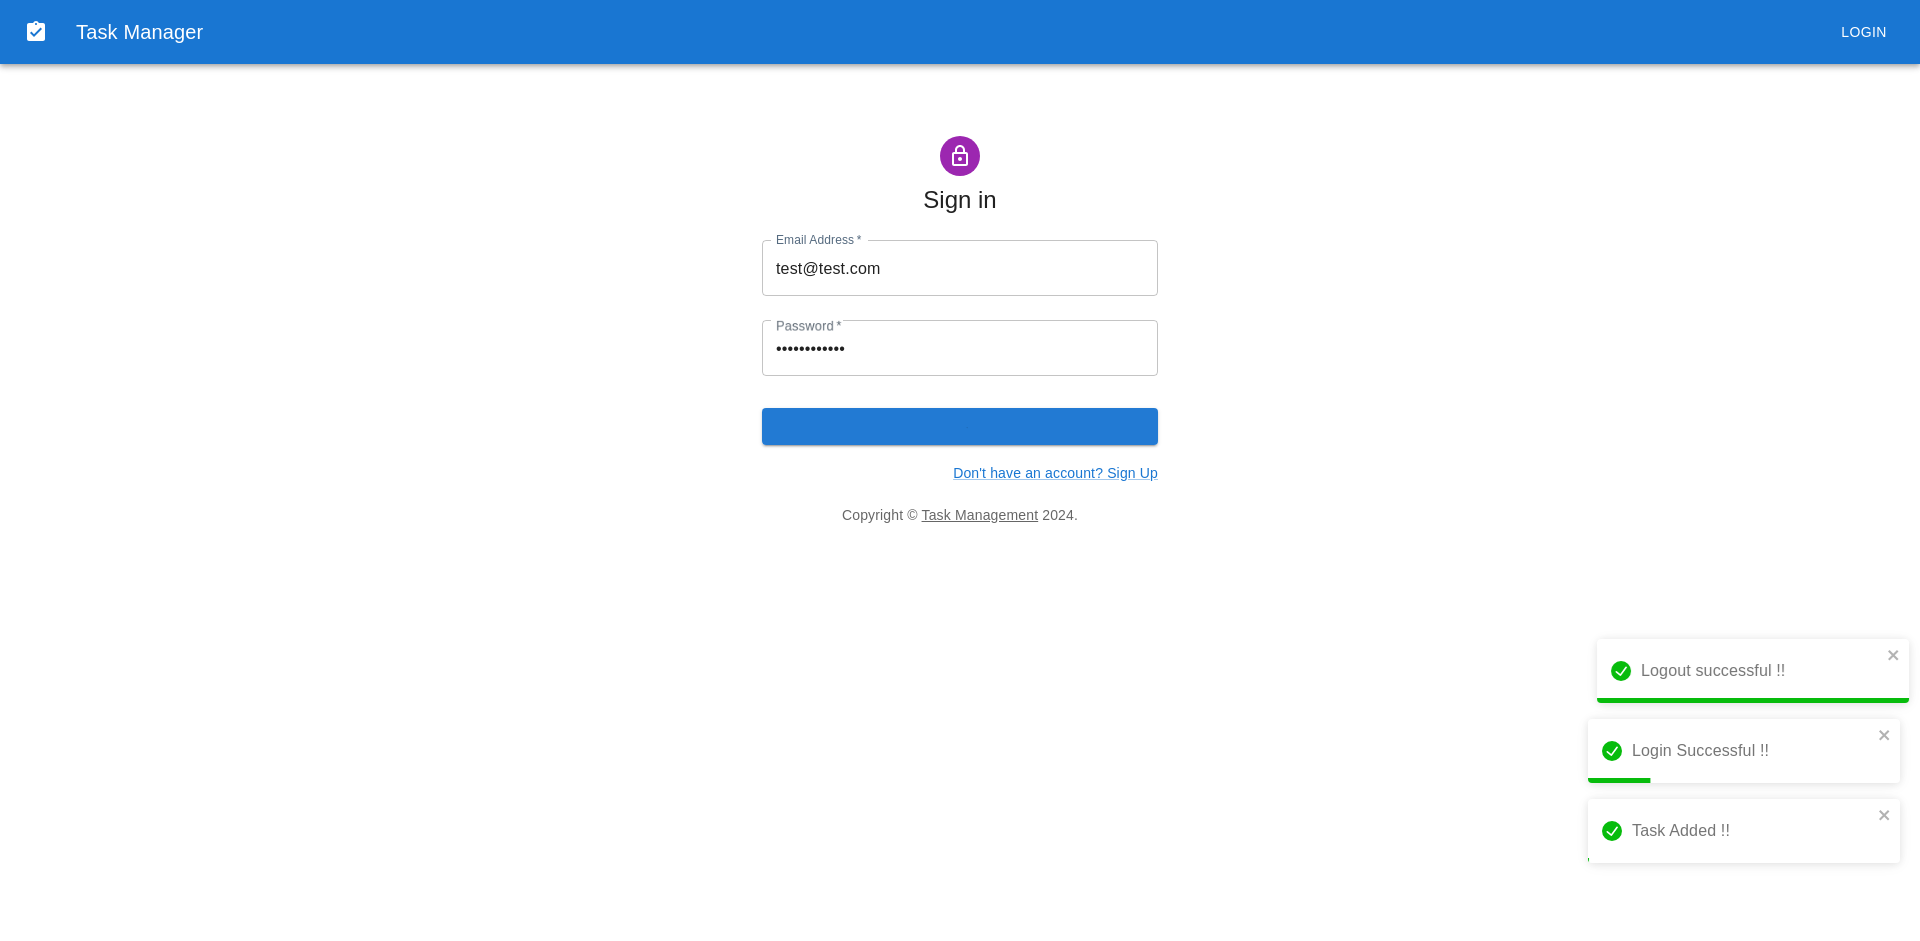 Task Manager
LOGIN
Sign in
Email Address *
test@test.com
Password *
••••••••••••
Don't have an account? Sign Up
Copyright © Task Management 2024.
Logout successful !!
Login Successful !!
Task Added !!